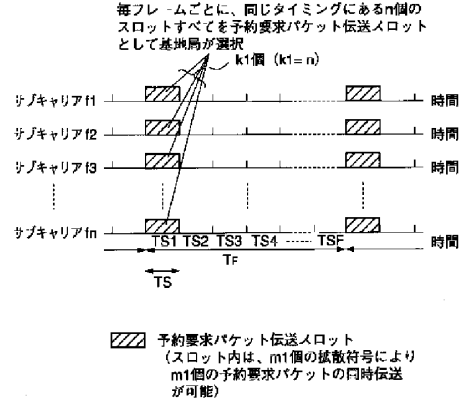 毎フレームごとに、同じタイミングにあるn個の
スロットすべてを予約要求パケット伝送スロット
として基地局が選択
k1個（k1＝n）
サブキャリアf1
時間
サブキャリアf2
時間
サブキャリアf3
時間
サブキャリアfn
TS1 TS2 TS3 TS4 TSF
時間
TF
TS
予約要求パケット伝送スロット
（スロット内は、m1個の拡散符号により
m1個の予約要求パケットの同時伝送
が可能）